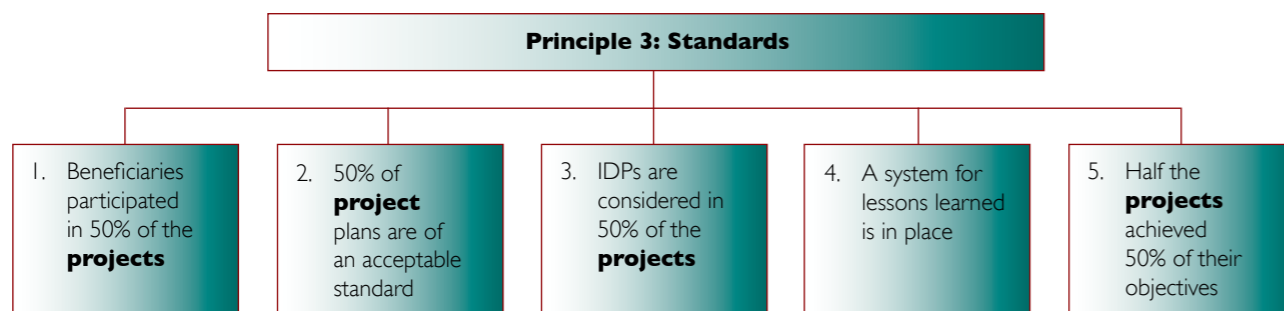 Principle 3: Standards
1. Beneficiaries
participated
in 50% of the
projects
2. 50% of
project
plans are of
an acceptable
standard
3. IDPs are
considered in
50% of the
projects
4. A system for
lessons learned
is in place
5. Half the
projects
achieved
50% of their
objectives